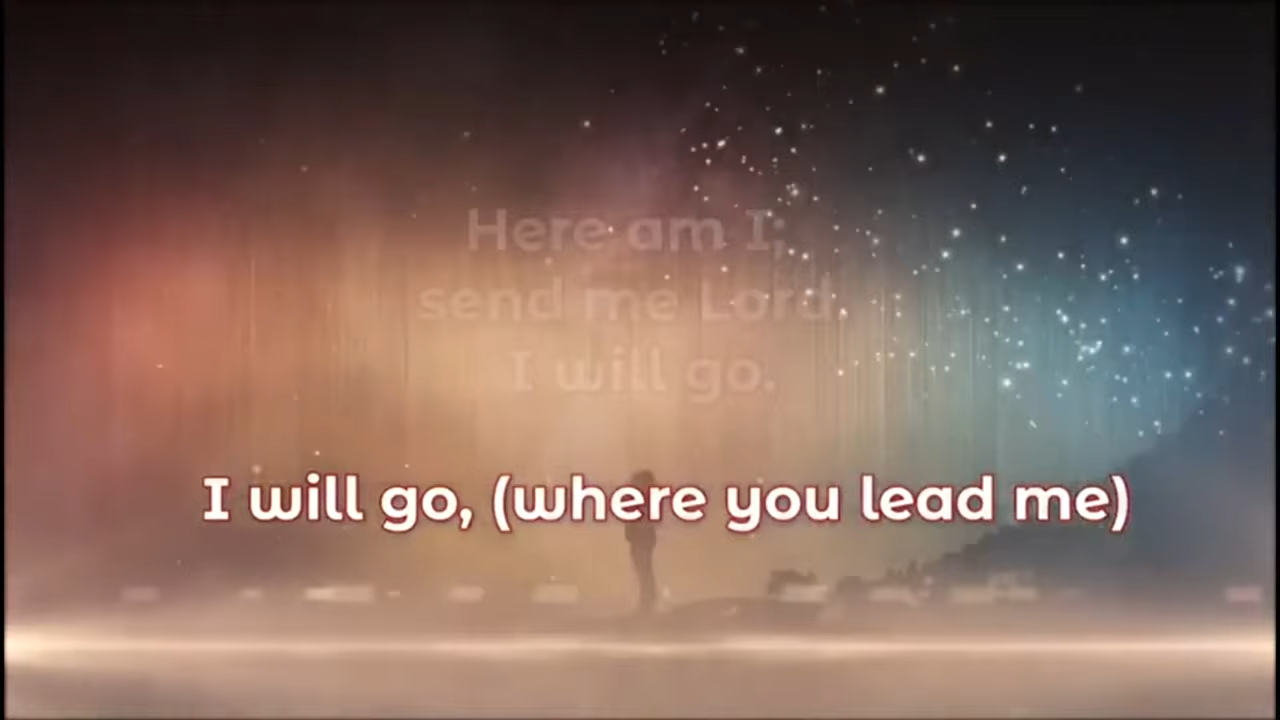 Here am I;
send me Lord.
I will go.
I will go, (where you lead me)